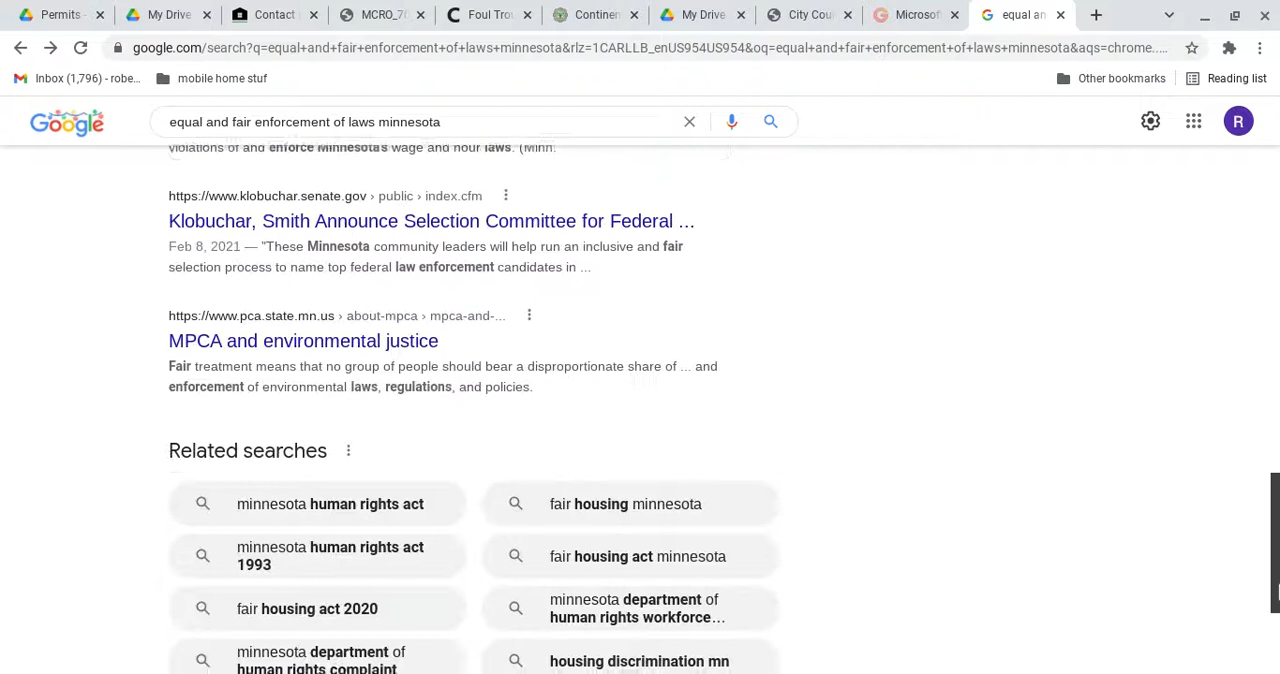 Permits -
My Drive
Contact
MCRO_7
Foul Tro
Continen
My Drive
City Cou
Microsof
equal an
google.com/search?q=equal+and+fair+enforcement+of+laws+minnesota&rlz=1CARLLB_enUS954US954&oq=equal+and+fair+enforcement+of+laws+minnesota&aqs=chrome.....
Inbox (1,796) - robe...
mobile home stuf
Other bookmarks
Reading list
Google
equal and fair enforcement of laws minnesota
R
violations of and enforce Minnesota's wage and hour laws. (Minn.
https://www.klobuchar.senate.gov › public › index.cfm
Klobuchar, Smith Announce Selection Committee for Federal ...
Feb 8, 2021 — "These Minnesota community leaders will help run an inclusive and fair
selection process to name top federal law enforcement candidates in ...
https://www.pca.state.mn.us › about-mpca › mpca-and-...
MPCA and environmental justice
Fair treatment means that no group of people should bear a disproportionate share of ... and
enforcement of environmental laws, regulations, and policies.
Related searches
minnesota human rights act
fair housing minnesota
minnesota human rights act
1993
fair housing act minnesota
fair housing act 2020
minnesota department of
human rights workforce...
minnesota department of
human rights complaint
housing discrimination mn